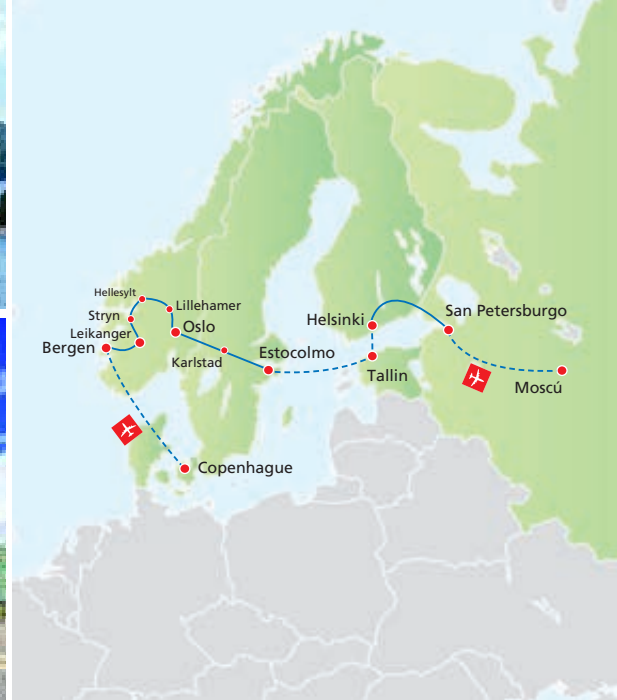 Hellesylt
Lillehamer
Stryn
Oslo
Leikanger
Bergen
Karlstad
Estocolmo
Helsinki
San Petersburgo
Tallin
Moscú
Copenhague